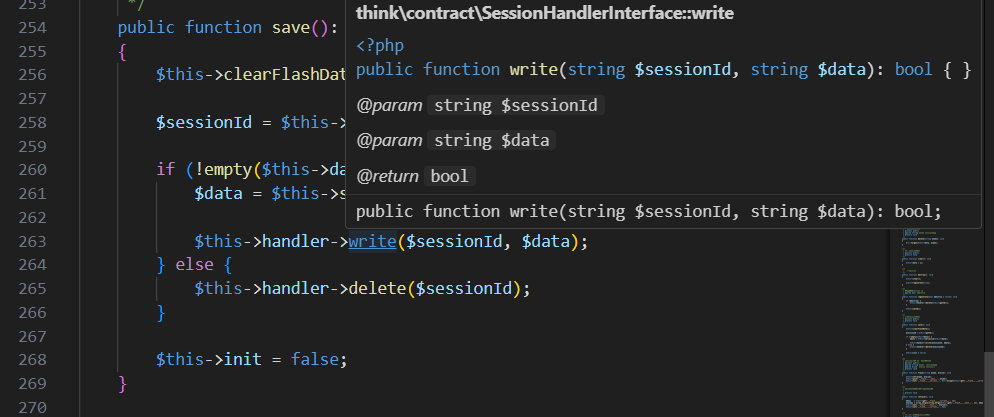 253 */
254 public function save():
255 {
256 $this->clearFlashDat
257
258 $sessionId = $this->
259
260 if (!empty($this->da
261 $data = $this->s
262
263 $this->handler->write($sessionId, $data);
264 } else {
265 $this->handler->delete($sessionId);
266 }
267
268 $this->init = false;
269 }
270
think\contract\SessionHandlerInterface::write
<?php
public function write(string $sessionId, string $data): bool { }
@param string $sessionId
@param string $data
@return bool
public function write(string $sessionId, string $data): bool;